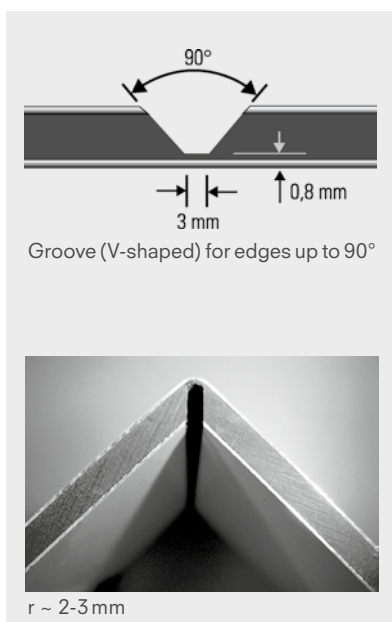 90°
0,8 mm
3 mm
Groove (V-shaped) for edges up to 90°
r ~ 2-3 mm